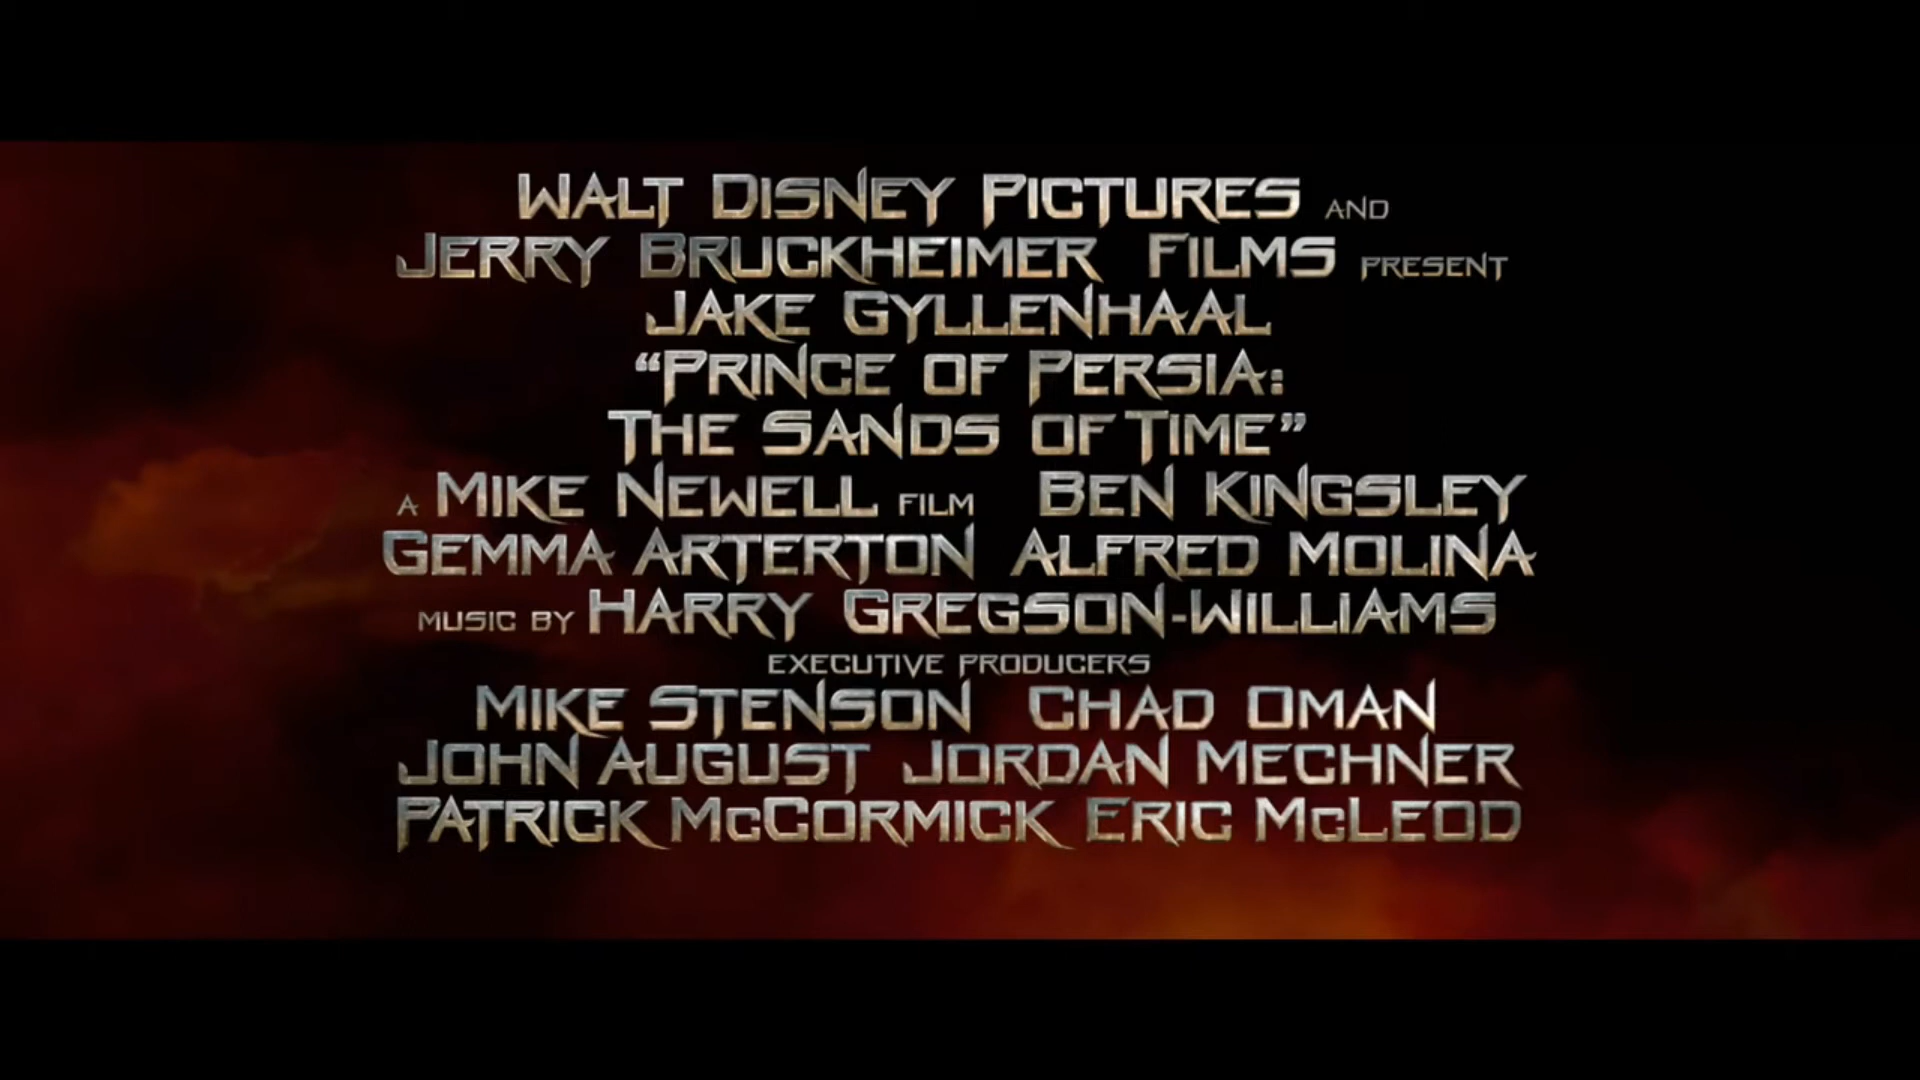 WALT DISNEY PICTURES AND
JERRY BRUCKHEIMER FILMS PRESENT
JAKE GYLLENHAAL
“PRINCE OF PERSIA:
THE SANDS OF TIME”
A MIKE NEWELL FILM BEN KINGSLEY
GEMMA ARTERTON ALFRED MOLINA
MUSIC BY HARRY GREGSON-WILLIAMS
EXECUTIVE PRODUCERS
MIKE STENSON CHAD OMAN
JOHN AUGUST JORDAN MECHNER
PATRICK McCORMICK ERIC McLEOD